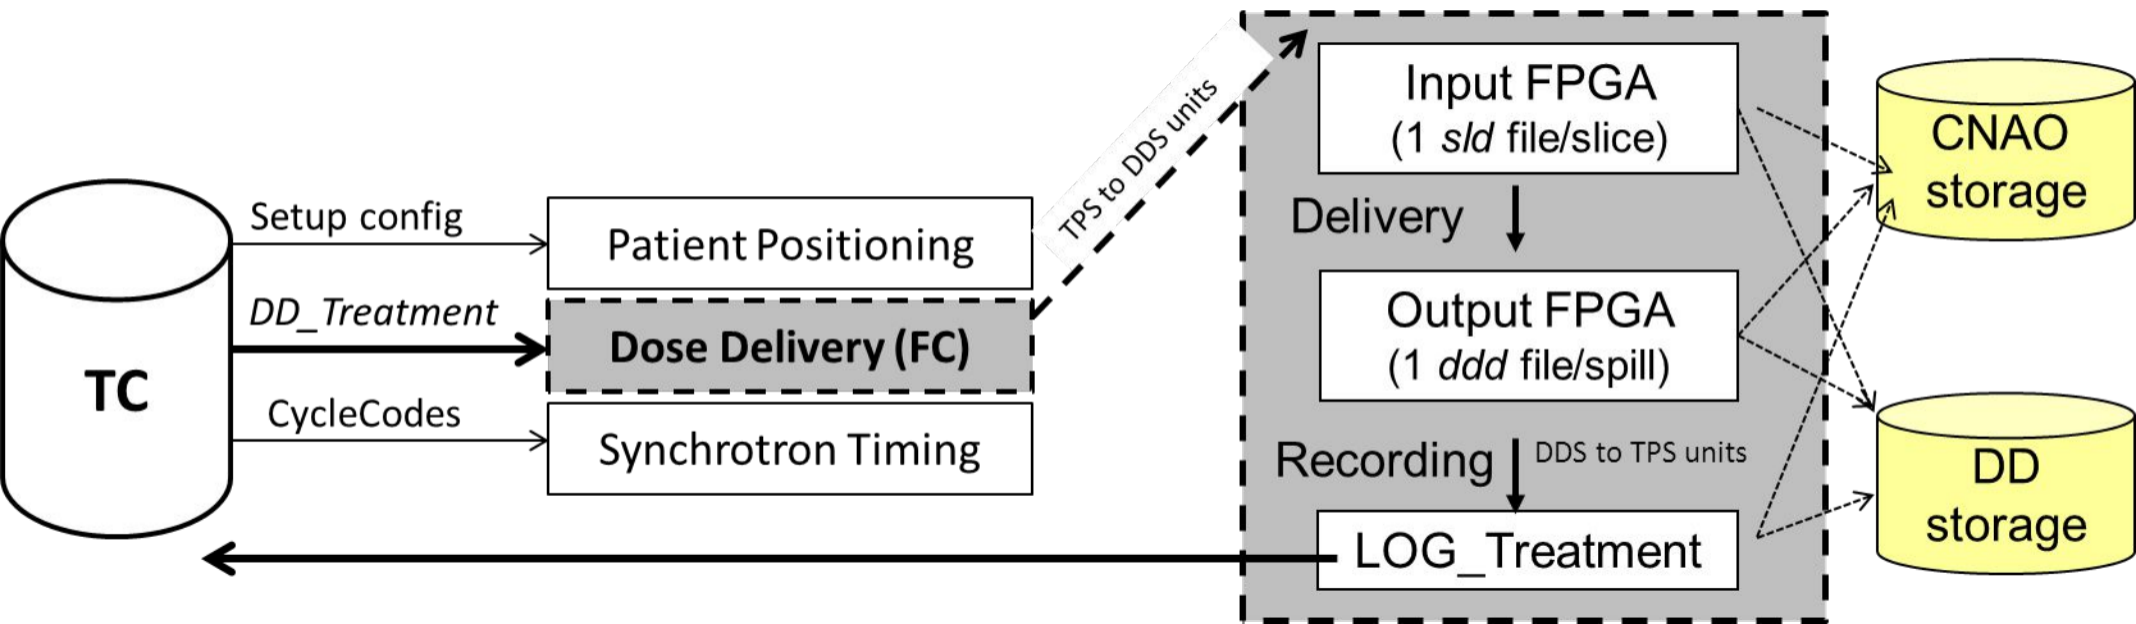 TC
Setup config
DD_Treatment
CycleCodes
Patient Positioning
Dose Delivery (FC)
Synchrotron Timing
TPS to DDS units
Input FPGA
(1 sld file/slice)
Delivery
Output FPGA
(1 ddd file/spill)
Recording
DDS to TPS units
LOG_Treatment
CNAO
storage
DD
storage